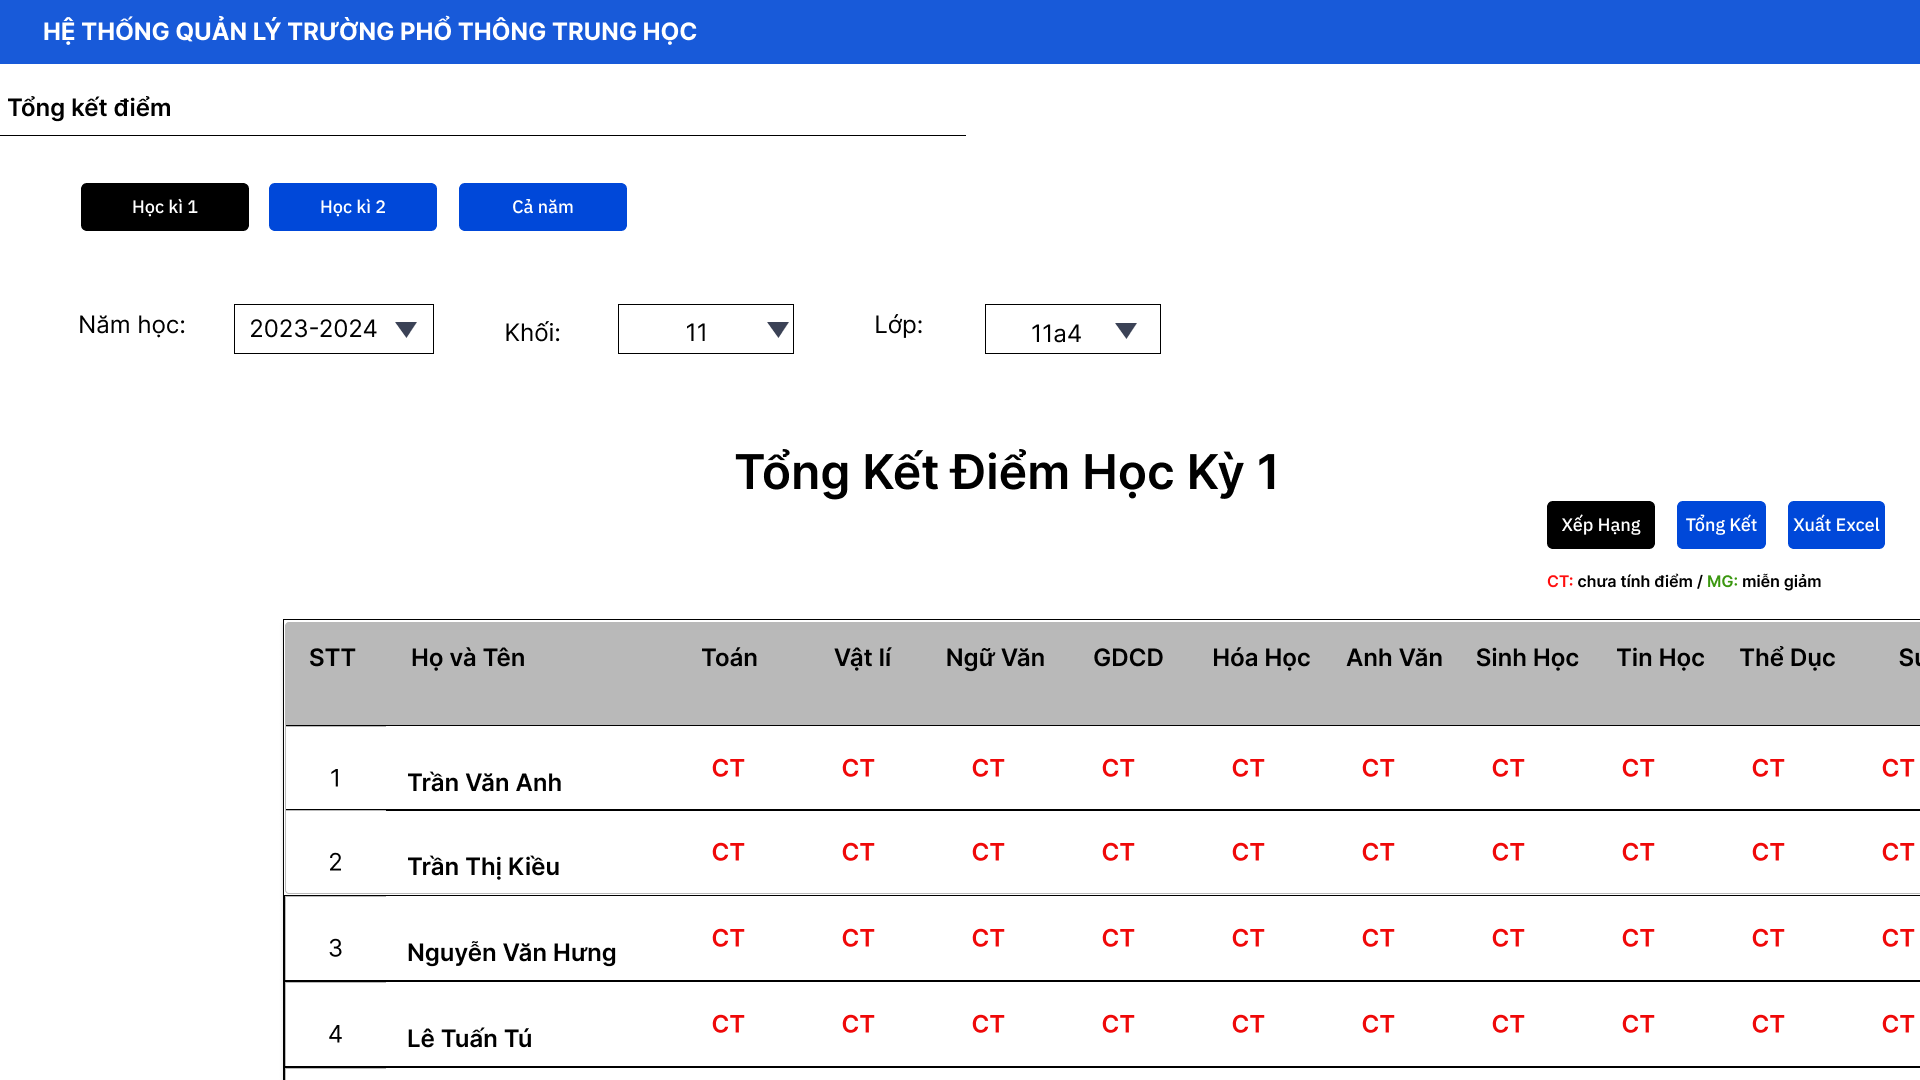 HỆ THỐNG QUẢN LÝ TRƯỜNG PHỔ THÔNG TRUNG HỌC
Tổng kết điểm
Học kì 1 Học kì 2 Cả năm
Năm học: 2023-2024 Khối: 11 Lớp: 11a4
Tổng Kết Điểm Học Kỳ 1
Xếp Hạng Tổng Kết Xuất Excel
CT: chưa tính điểm / MG: miễn giảm
STT Họ và Tên Toán Vật lí Ngữ Văn GDCD Hóa Học Anh Văn Sinh Học Tin Học Thể Dục
1 Trần Văn Anh CT CT CT CT CT CT CT CT CT CT
2 Trần Thị Kiều CT CT CT CT CT CT CT CT CT CT
3 Nguyễn Văn Hưng CT CT CT CT CT CT CT CT CT CT
4 Lê Tuấn Tú CT CT CT CT CT CT CT CT CT CT